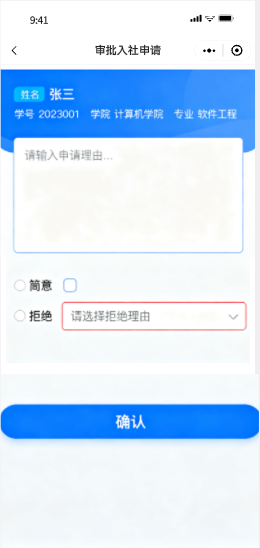 9:41
审批入社申请
姓名 张三
学号 2023001 学院 计算机学院 专业 软件工程
请输入申请理由...
简意
拒绝 请选择拒绝理由
确认